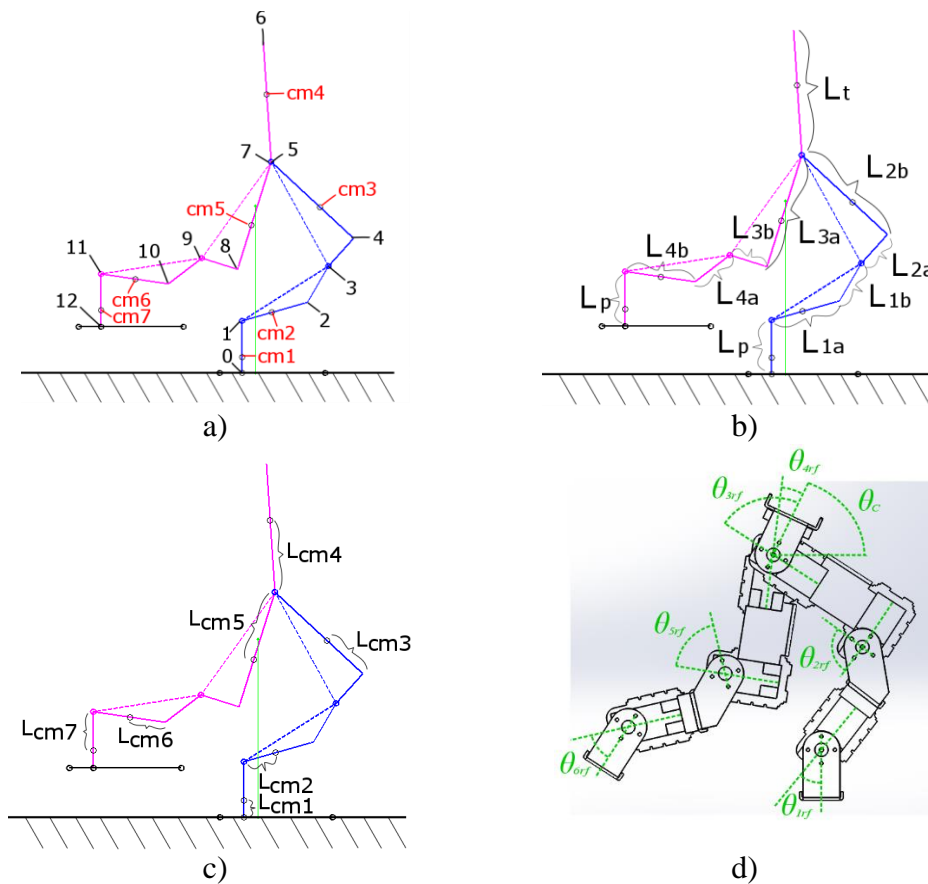 6
cm4
7 5
cm3
cm5
4
9
8
11
10
3
cm6
12
cm7
2
1
cm2
0
cm1
a)
Lt
L2b
L3b
L3a
L4b
L2a
Lp
L4a
L1b
Lp
L1a
b)
Lcm4
Lcm5
Lcm3
Lcm7
Lcm6
Lcm2
Lcm1
c)
θ4rf
θ3rf
θC
θ5rf
θ2rf
θ6rf
θ1rf
d)